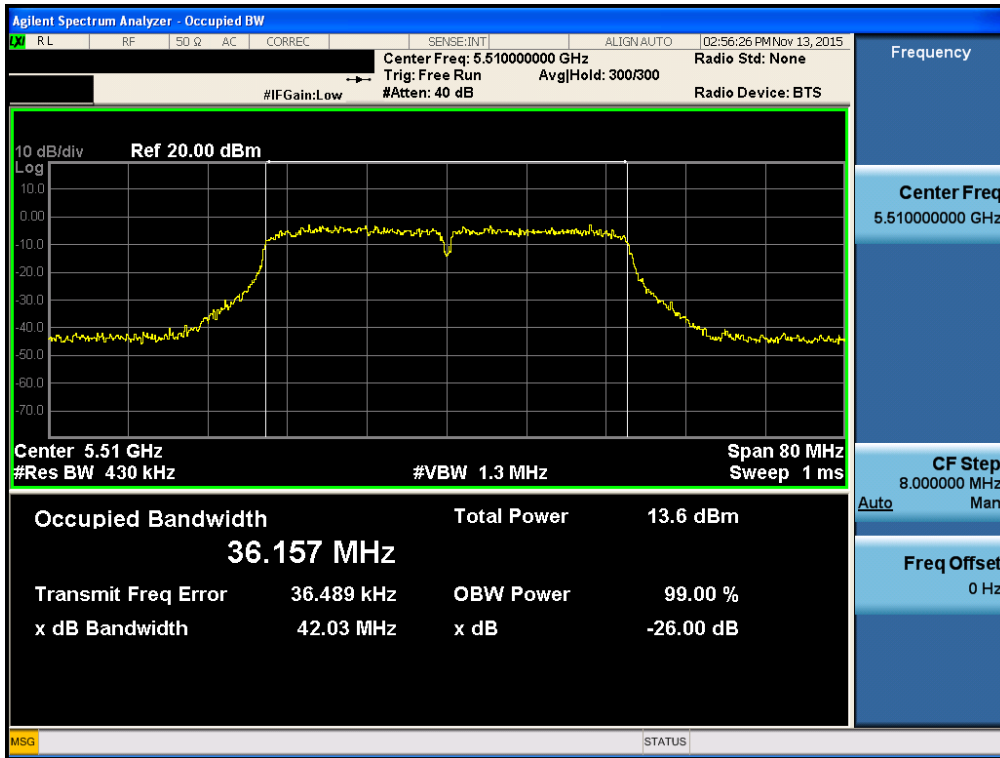 Agilent Spectrum Analyzer - Occupied BW
LXI RL RF 50 Ω AC CORREC SENSE:INT ALIGN AUTO 02:56:26 PM Nov 13, 2015
Center Freq: 5.510000000 GHz Radio Std: None
Trig: Free Run Avg|Hold: 300/300
#IFGain:Low #Atten: 40 dB Radio Device: BTS
10 dB/div Ref 20.00 dBm
Log
10.0
0.00
-10.0
-20.0
-30.0
-40.0
-50.0
-60.0
-70.0
Center 5.51 GHz Span 80 MHz
#Res BW 430 kHz #VBW 1.3 MHz Sweep 1 ms
Occupied Bandwidth Total Power 13.6 dBm
36.157 MHz
Transmit Freq Error 36.489 kHz OBW Power 99.00 %
x dB Bandwidth 42.03 MHz x dB -26.00 dB
MSG STATUS
Frequency
Center Freq
5.510000000 GHz
CF Step
8.000000 MHz
Auto Man
Freq Offset
0 Hz